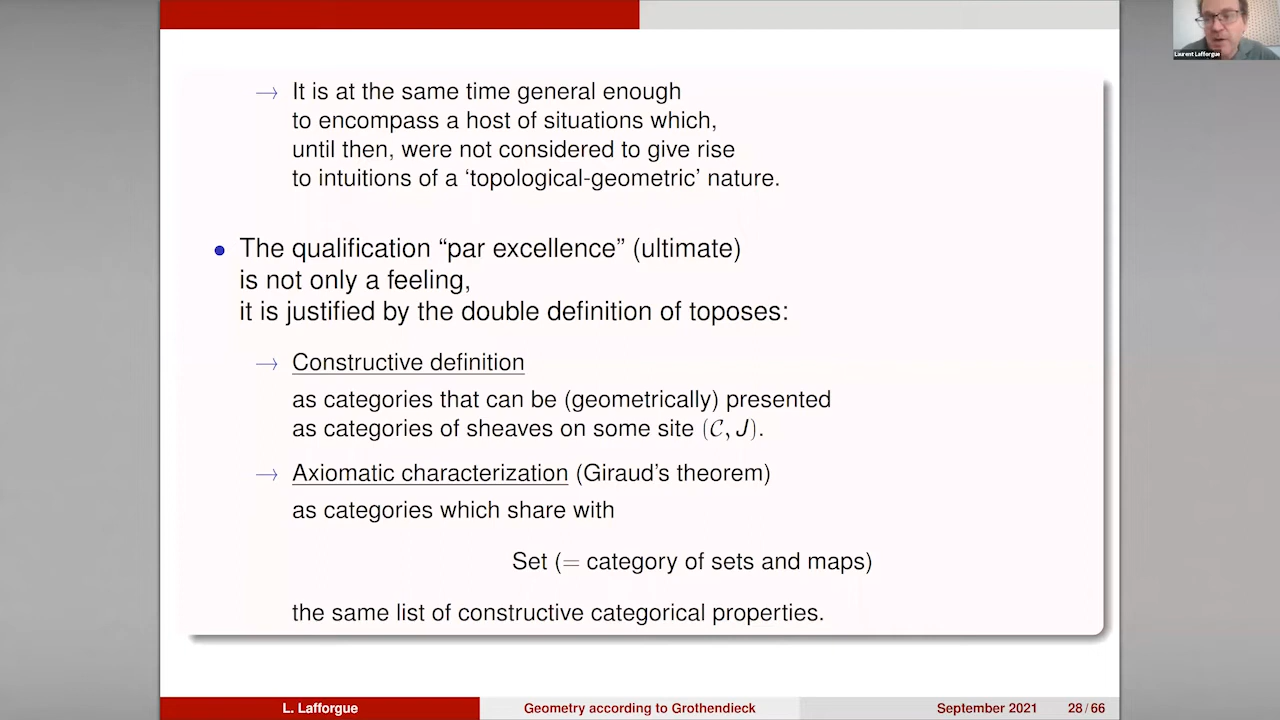 Laurent Lafforgue
→ It is at the same time general enough
to encompass a host of situations which,
until then, were not considered to give rise
to intuitions of a ‘topological-geometric’ nature.
• The qualification “par excellence” (ultimate)
is not only a feeling,
it is justified by the double definition of toposes:
→ Constructive definition
as categories that can be (geometrically) presented
as categories of sheaves on some site (𝒞, J).
→ Axiomatic characterization (Giraud’s theorem)
as categories which share with
Set (= category of sets and maps)
the same list of constructive categorical properties.
L. Lafforgue Geometry according to Grothendieck September 2021 28 / 66